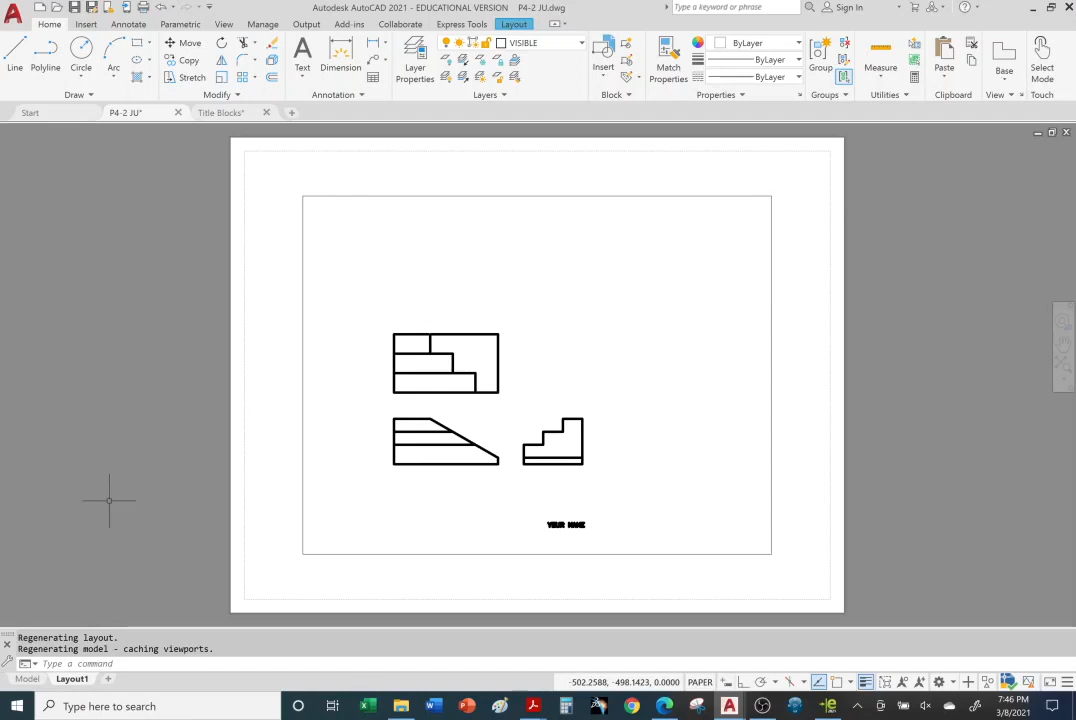 Autodesk AutoCAD 2021 - EDUCATIONAL VERSION P4-2 JU.dwg
Type a keyword or phrase
Sign In
Home Insert Annotate Parametric View Manage Output Add-ins Collaborate Express Tools Layout
Line Polyline Circle Arc
Move Copy Stretch
Text Dimension
Layer Properties
VISIBLE
Insert
Match Properties
ByLayer
ByLayer
ByLayer
Group
Measure
Paste
Base
Select Mode
Draw Modify Annotation Layers Block Properties Groups Utilities Clipboard View Touch
Start P4-2 JU* Title Blocks*
YOUR NAME
Regenerating layout.
Regenerating model - caching viewports.
Type a command
Model Layout1
-502.2588, -498.1423, 0.0000 PAPER
Type here to search
7:46 PM
3/8/2021